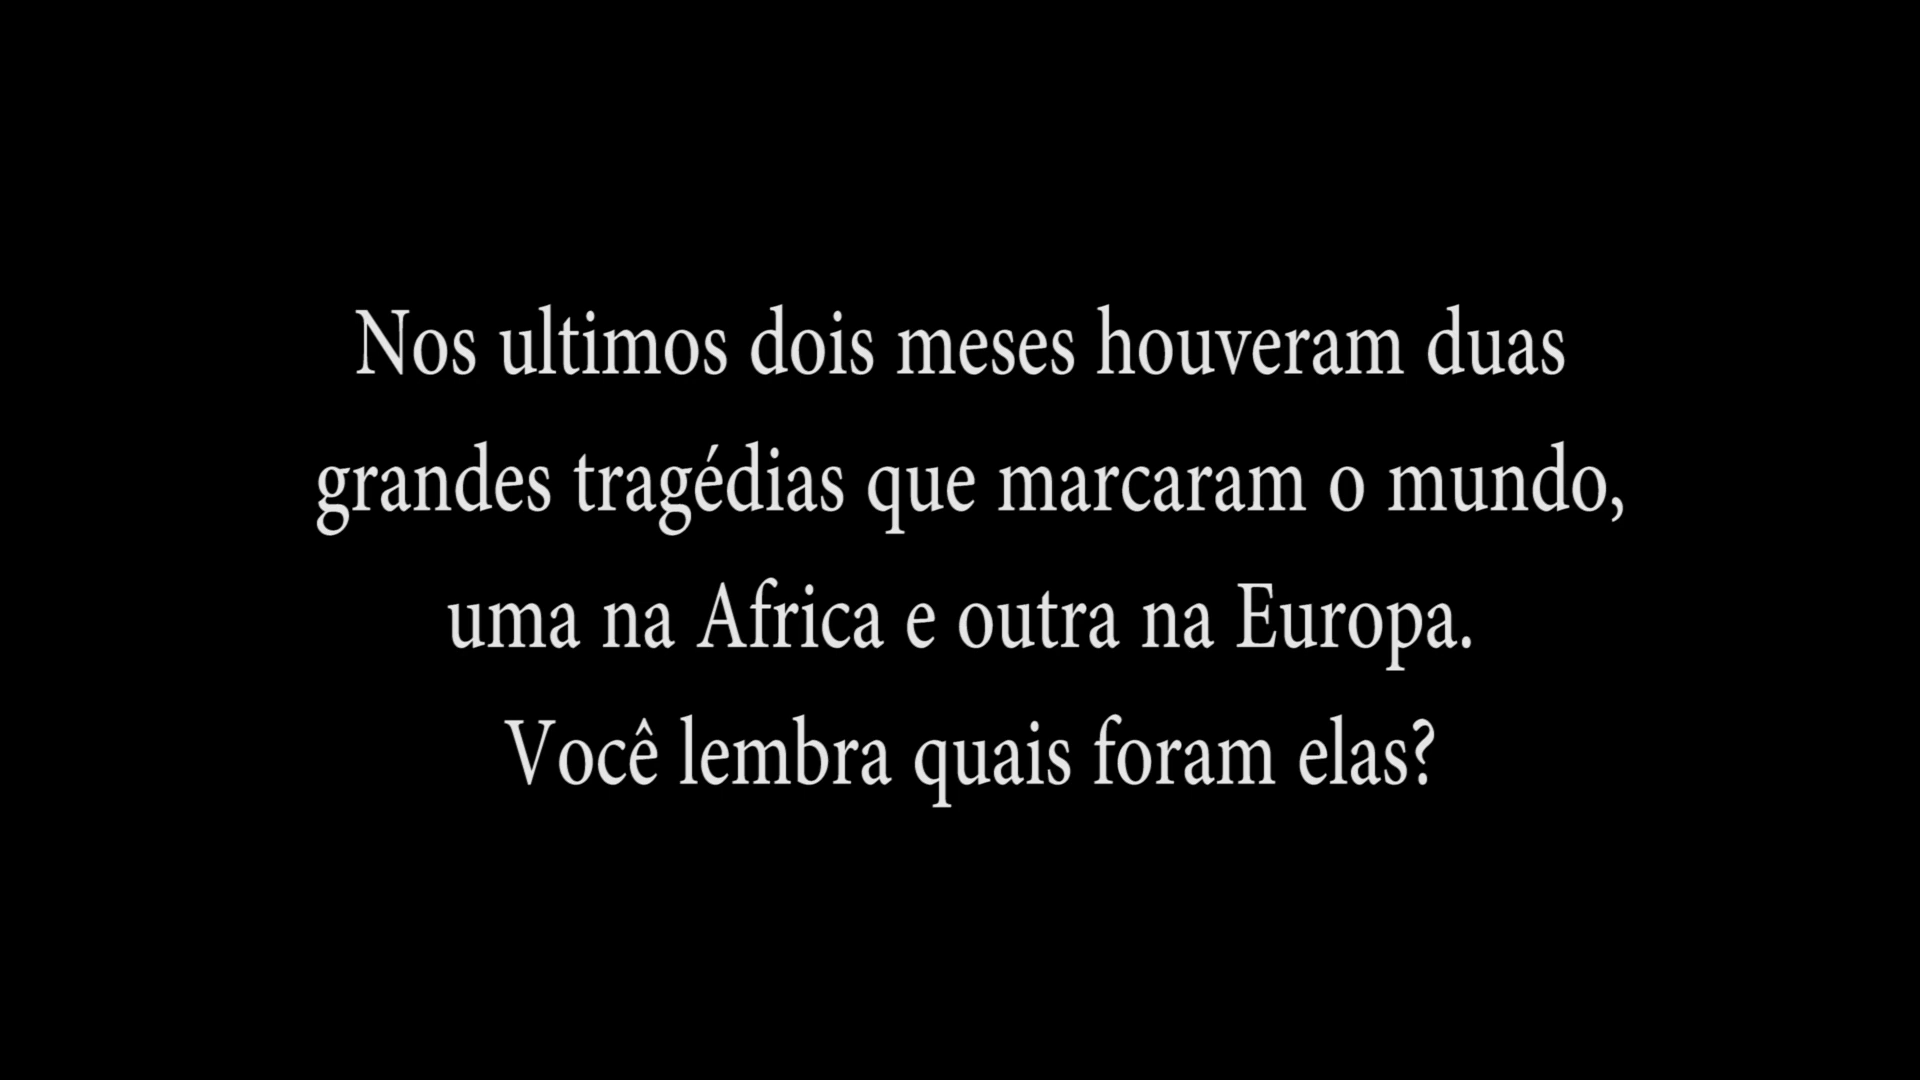 Nos ultimos dois meses houveram duas
grandes tragédias que marcaram o mundo,
uma na Africa e outra na Europa.
Você lembra quais foram elas?